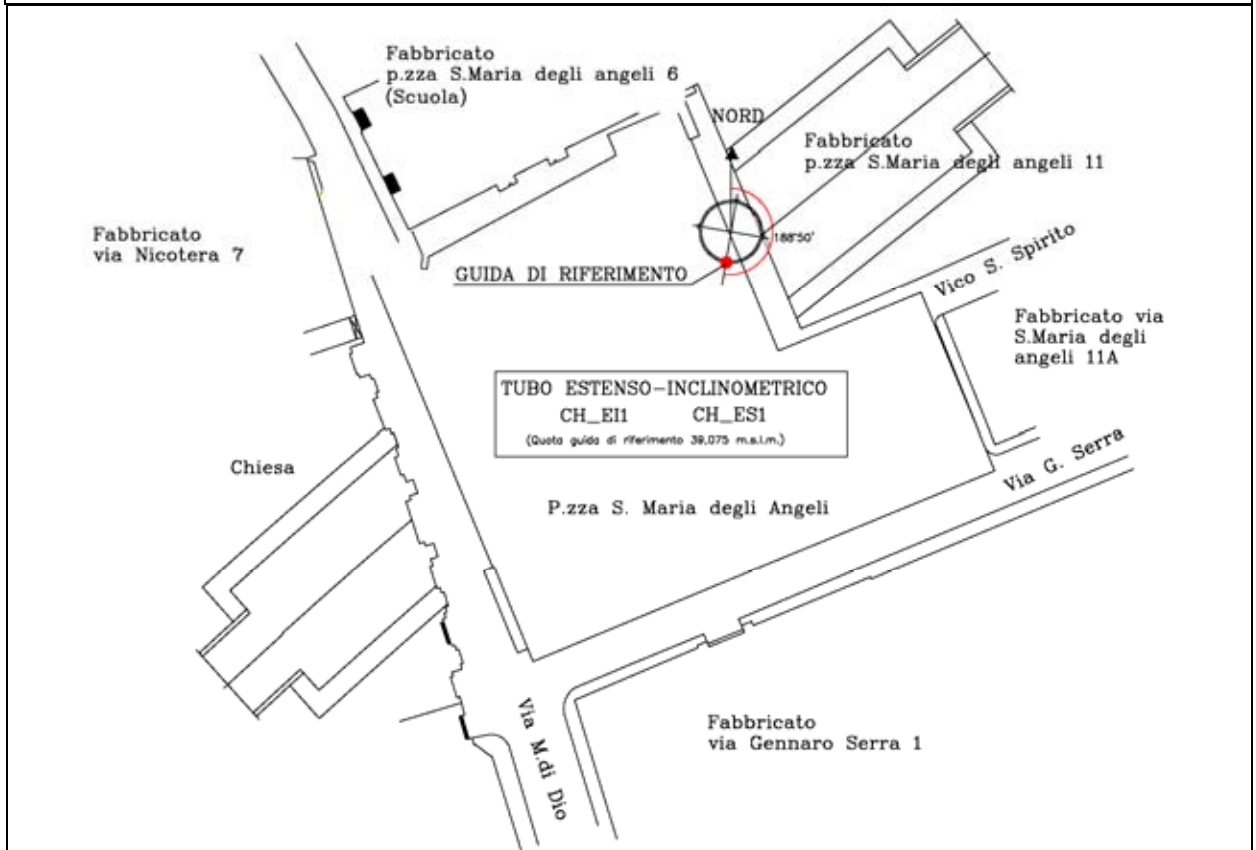 Fabbricato
p.zza S.Maria degli angeli 6
(Scuola)
NORD
Fabbricato
p.zza S.Maria degli angeli 11
Fabbricato
via Nicotera 7
188°50'
GUIDA DI RIFERIMENTO
Vico S. Spirito
Fabbricato via
S.Maria degli
angeli 11A
TUBO ESTENSO-INCLINOMETRICO
CH_EI1 CH_ES1
(Quota guida di riferimento 39,075 m.s.l.m.)
Chiesa
Via G. Serra
P.zza S. Maria degli Angeli
Via M.di Dio
Fabbricato
via Gennaro Serra 1